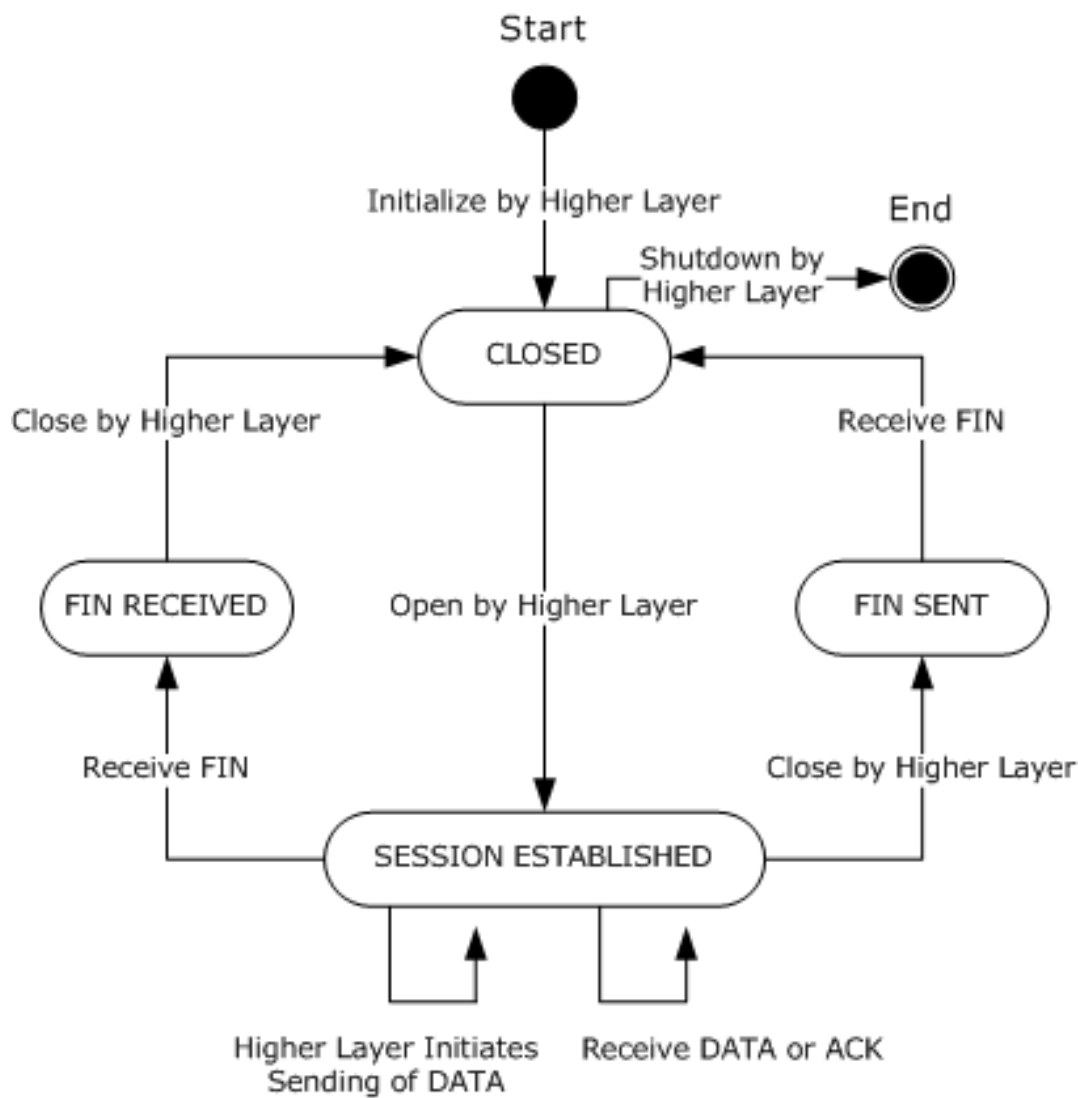 Start
Initialize by Higher Layer
End
Shutdown by
Higher Layer
CLOSED
Close by Higher Layer
Receive FIN
FIN RECEIVED
Open by Higher Layer
FIN SENT
Receive FIN
Close by Higher Layer
SESSION ESTABLISHED
Higher Layer Initiates
Sending of DATA
Receive DATA or ACK